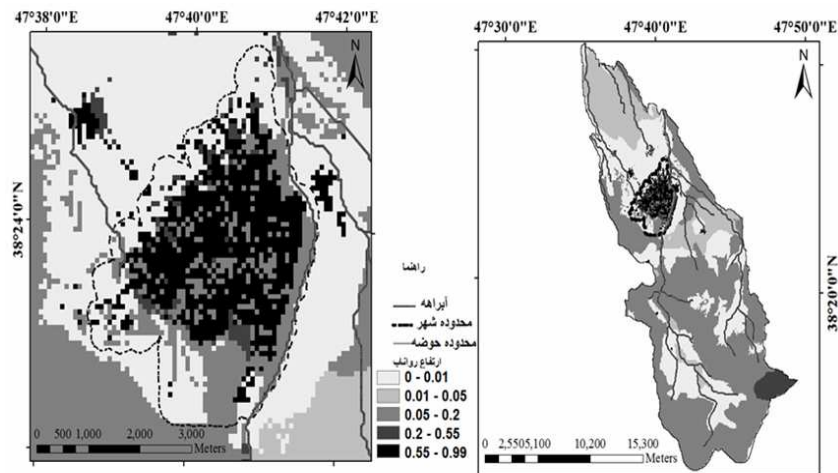 47°38'0"E 47°40'0"E 47°42'0"E
N
38°24'0"N
راهنما
آبراهه
محدوده شهر
محدوده حوضه
ارتفاع رواناب
0 - 0.01
0.01 - 0.05
0.05 - 0.2
0.2 - 0.55
0.55 - 0.99
0 500 1,000 2,000 3,000
Meters
47°30'0"E 47°40'0"E 47°50'0"E
N
38°20'0"N
0 2,550 5,100 10,200 15,300
Meters